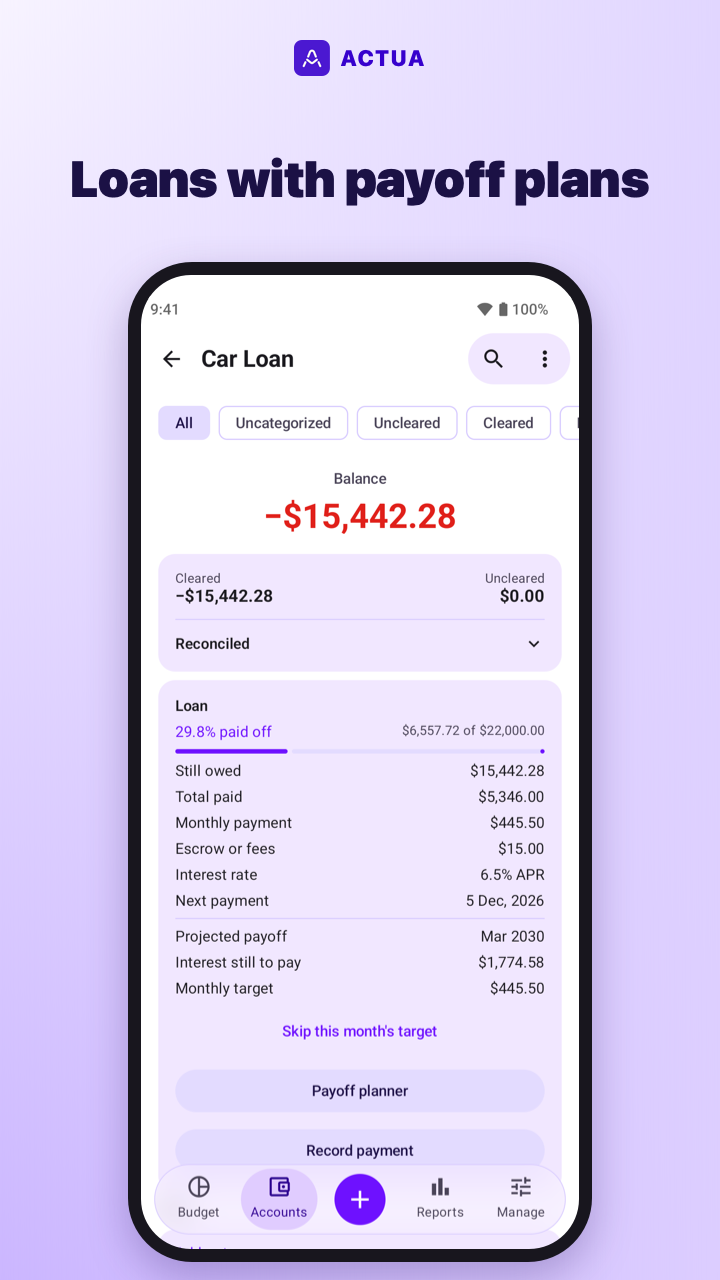 ACTUA
Loans with payoff plans
9:41 100%
Car Loan
All Uncategorized Uncleared Cleared
Balance
−$15,442.28
Cleared Uncleared
−$15,442.28 $0.00
Reconciled
Loan
29.8% paid off $6,557.72 of $22,000.00
Still owed $15,442.28
Total paid $5,346.00
Monthly payment $445.50
Escrow or fees $15.00
Interest rate 6.5% APR
Next payment 5 Dec, 2026
Projected payoff Mar 2030
Interest still to pay $1,774.58
Monthly target $445.50
Skip this month's target
Payoff planner
Record payment
Budget Accounts Reports Manage